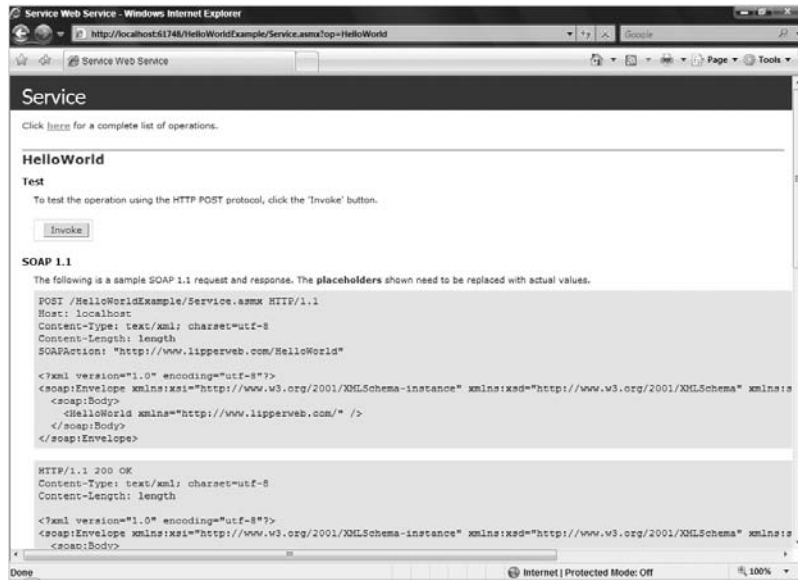 Service Web Service - Windows Internet Explorer
http://localhost:61748/HelloWorldExample/Service.asmx?op=HelloWorld
Google
Service Web Service
Page
Tools
Service
Click here for a complete list of operations.
HelloWorld
Test
To test the operation using the HTTP POST protocol, click the 'Invoke' button.
Invoke
SOAP 1.1
The following is a sample SOAP 1.1 request and response. The placeholders shown need to be replaced with actual values.
POST /HelloWorldExample/Service.asmx HTTP/1.1
Host: localhost
Content-Type: text/xml; charset=utf-8
Content-Length: length
SOAPAction: "http://www.lipperweb.com/HelloWorld"
<?xml version="1.0" encoding="utf-8"?>
<soap:Envelope xmlns:xsi="http://www.w3.org/2001/XMLSchema-instance" xmlns:xsd="http://www.w3.org/2001/XMLSchema" xmlns:s
<soap:Body>
<HelloWorld xmlns="http://www.lipperweb.com/" />
</soap:Body>
</soap:Envelope>
HTTP/1.1 200 OK
Content-Type: text/xml; charset=utf-8
Content-Length: length
<?xml version="1.0" encoding="utf-8"?>
<soap:Envelope xmlns:xsi="http://www.w3.org/2001/XMLSchema-instance" xmlns:xsd="http://www.w3.org/2001/XMLSchema" xmlns:s
<soap:Body>
Done
Internet | Protected Mode: Off
100%